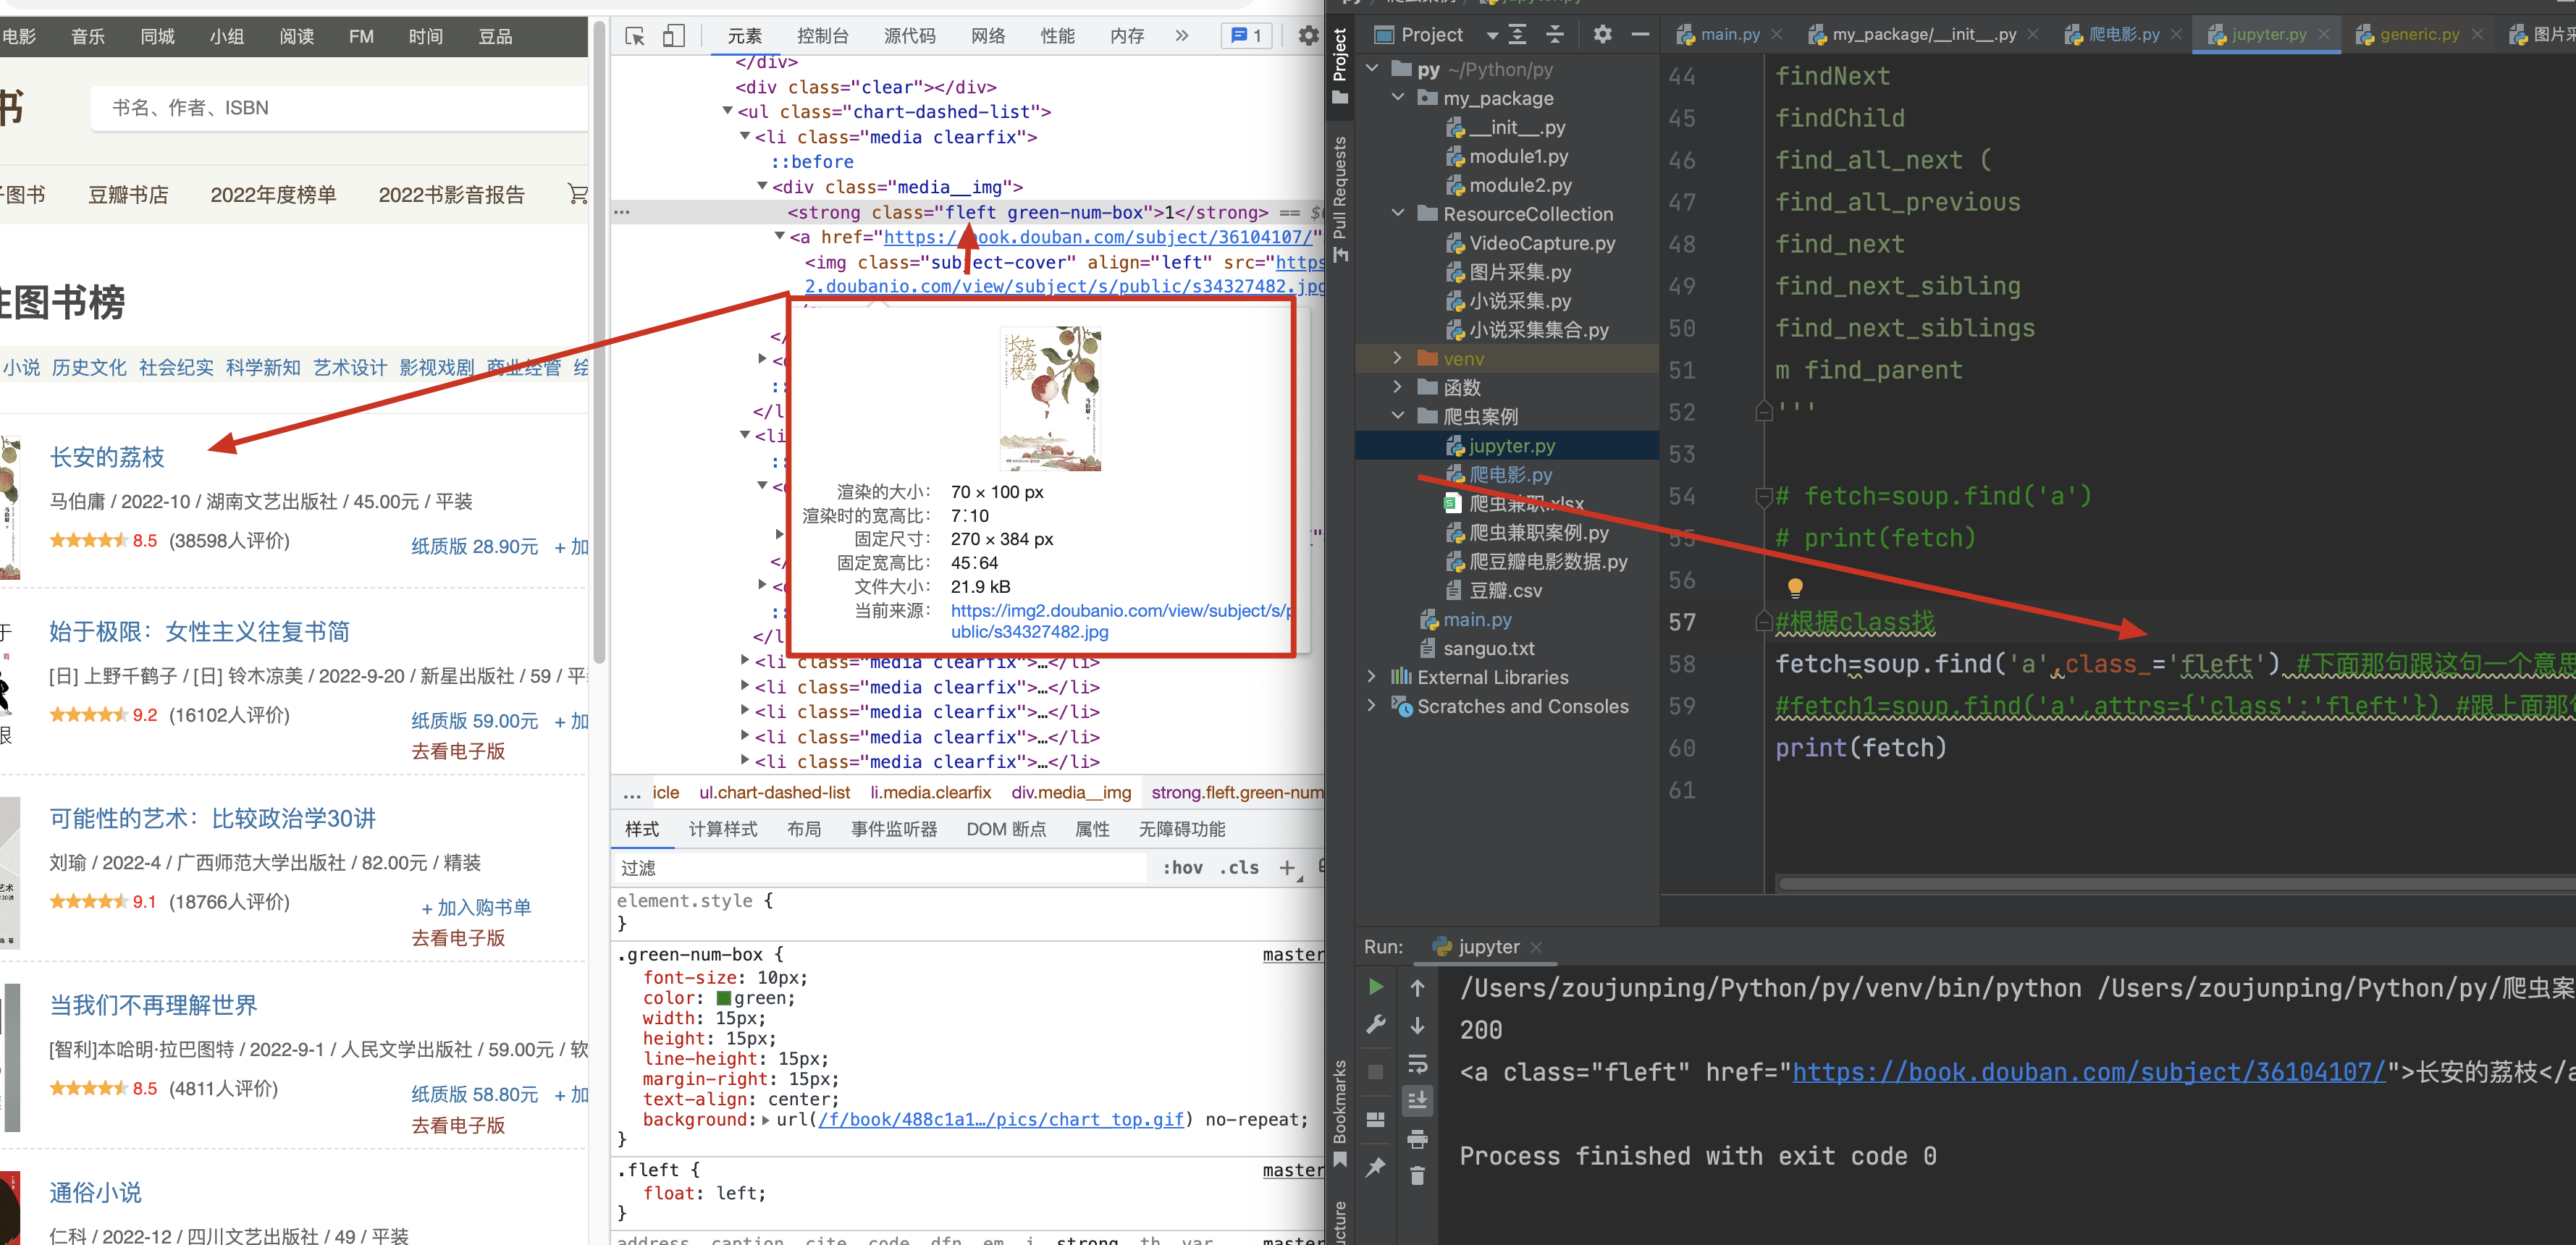 电影 音乐 同城 小组 阅读 FM 时间 豆品
书
书名、作者、ISBN
子图书 豆瓣书店 2022年度榜单 2022书影音报告
注图书榜
小说 历史文化 社会纪实 科学新知 艺术设计 影视戏剧 商业经管 绘
长安的荔枝
马伯庸 / 2022-10 / 湖南文艺出版社 / 45.00元 / 平装
8.5 (38598人评价)
纸质版 28.90元 + 加
始于极限：女性主义往复书简
[日] 上野千鹤子 / [日] 铃木凉美 / 2022-9-20 / 新星出版社 / 59 / 平
9.2 (16102人评价)
纸质版 59.00元 + 加
去看电子版
可能性的艺术：比较政治学30讲
刘瑜 / 2022-4 / 广西师范大学出版社 / 82.00元 / 精装
9.1 (18766人评价)
+ 加入购书单
去看电子版
当我们不再理解世界
[智利]本哈明·拉巴图特 / 2022-9-1 / 人民文学出版社 / 59.00元 / 软
8.5 (4811人评价)
纸质版 58.80元 + 加
去看电子版
通俗小说
仁科 / 2022-12 / 四川文艺出版社 / 49 / 平装
元素 控制台 源代码 网络 性能 内存 » 1
</div>
<div class="clear"></div>
<ul class="chart-dashed-list">
<li class="media clearfix">
::before
<div class="media__img">
<strong class="fleft green-num-box">1</strong> == $
<a href="https://book.douban.com/subject/36104107/"
<img class="subject-cover" align="left" src="https
2.doubanio.com/view/subject/s/public/s34327482.jpg
</
</l
<li
长安的荔枝
渲染的大小： 70 × 100 px
渲染时的宽高比： 7∶10
固定尺寸： 270 × 384 px
固定宽高比： 45∶64
文件大小： 21.9 kB
当前来源： https://img2.doubanio.com/view/subject/s/p
ublic/s34327482.jpg
</l
<li class="media clearfix">…</li>
<li class="media clearfix">…</li>
<li class="media clearfix">…</li>
<li class="media clearfix">…</li>
<li class="media clearfix">…</li>
... icle ul.chart-dashed-list li.media.clearfix div.media__img strong.fleft.green-num
样式 计算样式 布局 事件监听器 DOM 断点 属性 无障碍功能
过滤 :hov .cls +
element.style {
}
.green-num-box { master
font-size: 10px;
color: green;
width: 15px;
height: 15px;
line-height: 15px;
margin-right: 15px;
text-align: center;
background: url(/f/book/488c1a1…/pics/chart_top.gif) no-repeat;
}
.fleft { master
float: left;
}
address, caption, cite, code, dfn, em, i, strong, th, var master
Project
Pull Requests
Bookmarks
ucture
Project
py ~/Python/py
my_package
__init__.py
module1.py
module2.py
ResourceCollection
VideoCapture.py
图片采集.py
小说采集.py
小说采集集合.py
venv
函数
爬虫案例
jupyter.py
爬电影.py
爬虫兼职.xlsx
爬虫兼职案例.py
爬豆瓣电影数据.py
豆瓣.csv
main.py
sanguo.txt
External Libraries
Scratches and Consoles
main.py my_package/__init__.py 爬电影.py jupyter.py generic.py 图片采
44 findNext
45 findChild
46 find_all_next (
47 find_all_previous
48 find_next
49 find_next_sibling
50 find_next_siblings
51 m find_parent
52 '''
53
54 # fetch=soup.find('a')
55 # print(fetch)
56
57 #根据class找
58 fetch=soup.find('a',class_='fleft') #下面那句跟这句一个意思
59 #fetch1=soup.find('a',attrs={'class':'fleft'}) #跟上面那
60 print(fetch)
61
Run: jupyter
/Users/zoujunping/Python/py/venv/bin/python /Users/zoujunping/Python/py/爬虫案
200
<a class="fleft" href="https://book.douban.com/subject/36104107/">长安的荔枝</a
Process finished with exit code 0